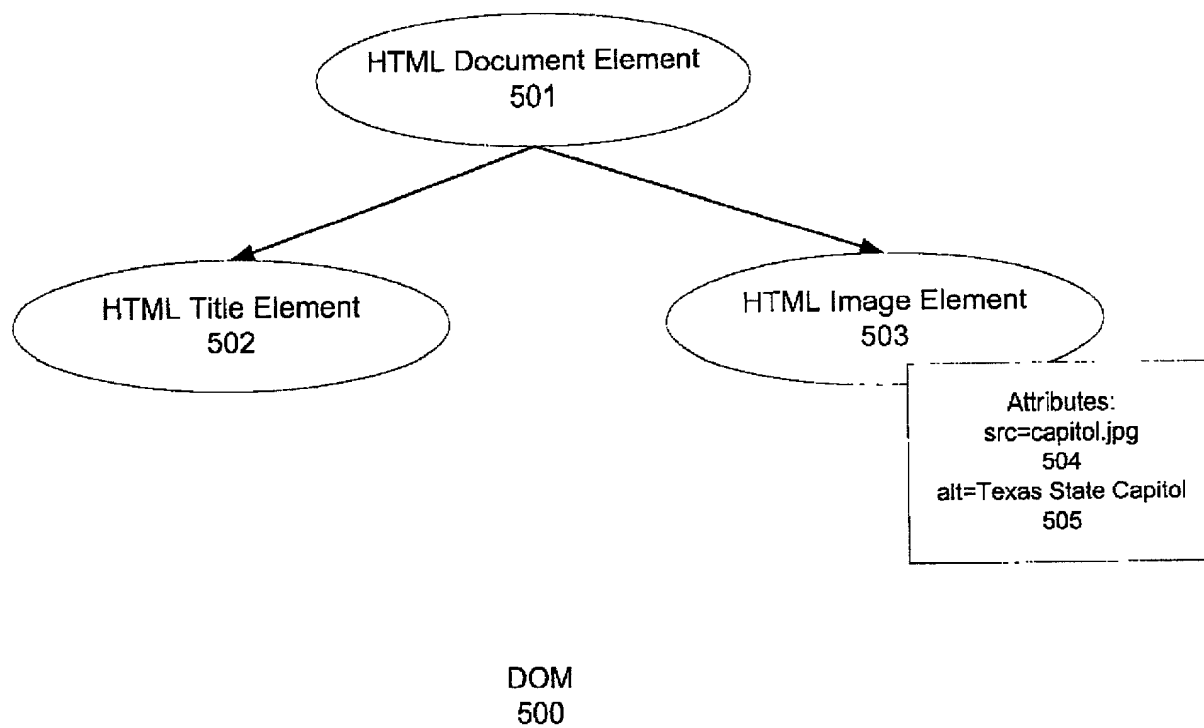 HTML Document Element
501
HTML Title Element
502
HTML Image Element
503
Attributes:
src=capitol.jpg
504
alt=Texas State Capitol
505
DOM
500